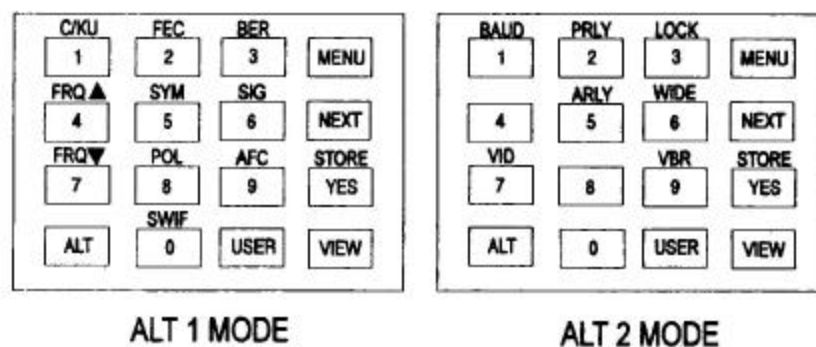 C/KU FEC BER
1 2 3 MENU
FRQ▲ SYM SIG
4 5 6 NEXT
FRQ▼ POL AFC STORE
7 8 9 YES
SWIF
ALT 0 USER VIEW
ALT 1 MODE
BAUD PRLY LOCK
1 2 3 MENU
ARLY WIDE
4 5 6 NEXT
VID VBR STORE
7 8 9 YES
ALT 0 USER VIEW
ALT 2 MODE